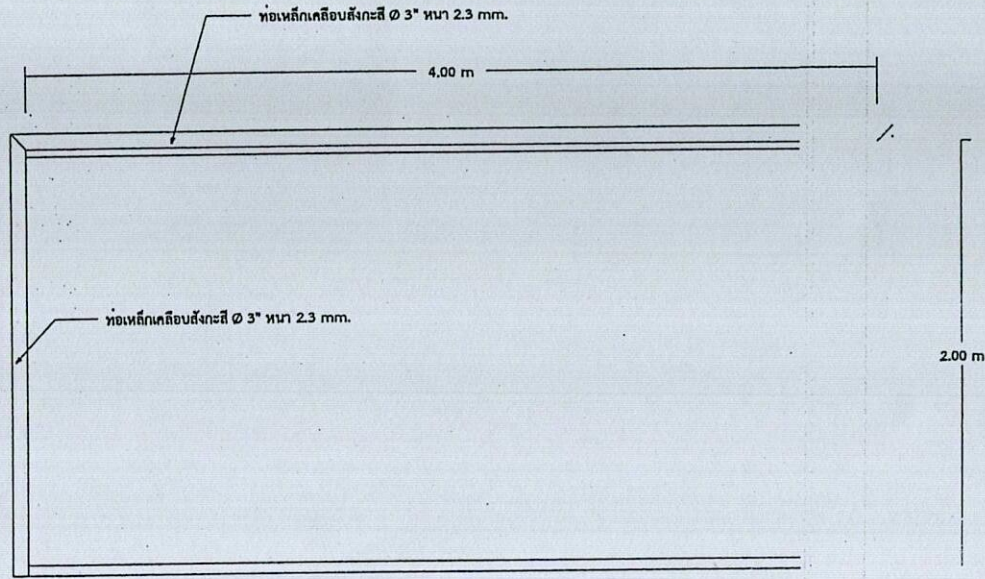 ท่อเหล็กเคลือบสังกะสี Ø 3" หนา 2.3 mm.
4.00 m
ท่อเหล็กเคลือบสังกะสี Ø 3" หนา 2.3 mm.
2.00 m